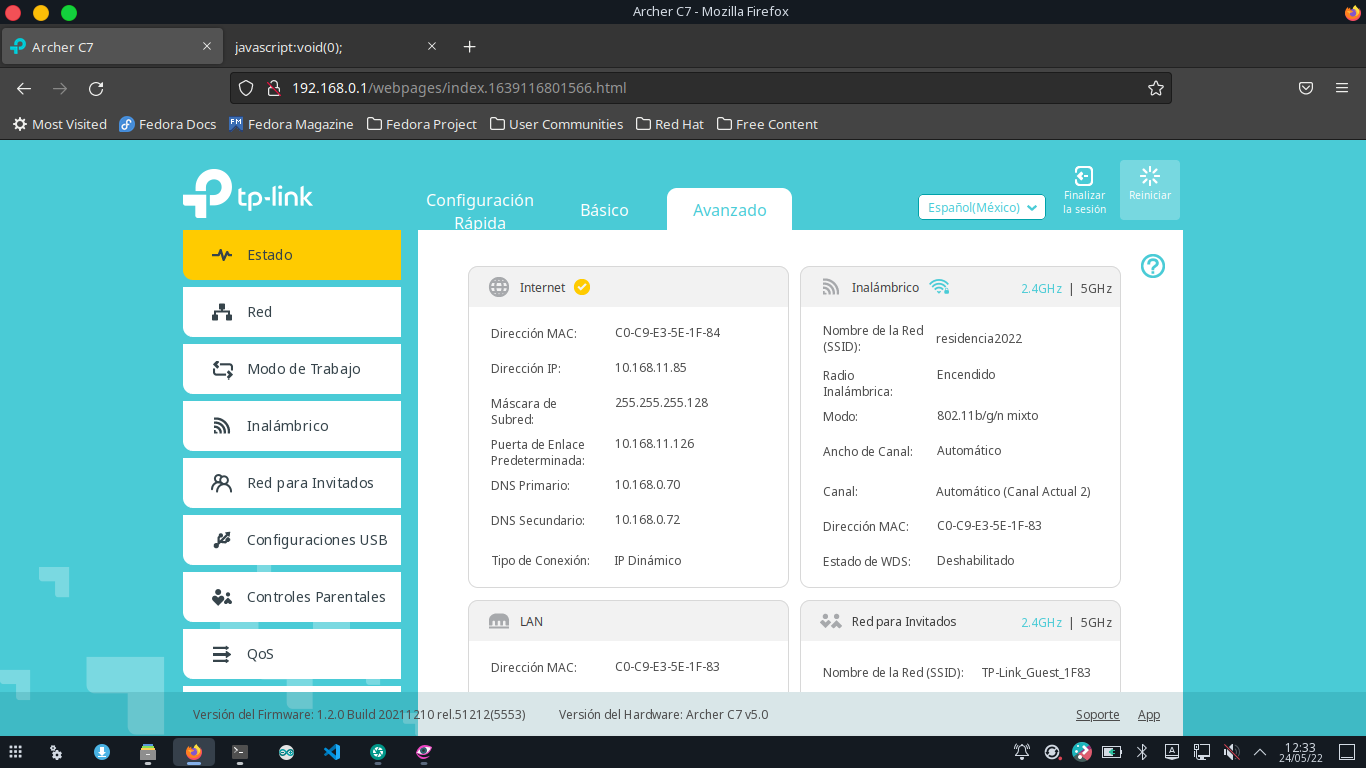 Archer C7 - Mozilla Firefox
Archer C7
javascript:void(0);
192.168.0.1/webpages/index.1639116801566.html
Most Visited
Fedora Docs
FM
Fedora Magazine
Fedora Project
User Communities
Red Hat
Free Content
tp-link
Configuración
Rápida
Básico
Avanzado
Español(México)
Finalizar
la sesión
Reiniciar
Estado
Red
Modo de Trabajo
Inalámbrico
Red para Invitados
Configuraciones USB
Controles Parentales
QoS
Internet
Dirección MAC: C0-C9-E3-5E-1F-84
Dirección IP: 10.168.11.85
Máscara de
Subred: 255.255.255.128
Puerta de Enlace
Predeterminada: 10.168.11.126
DNS Primario: 10.168.0.70
DNS Secundario: 10.168.0.72
Tipo de Conexión: IP Dinámico
Inalámbrico 2.4GHz | 5GHz
Nombre de la Red
(SSID): residencia2022
Radio
Inalámbrica: Encendido
Modo: 802.11b/g/n mixto
Ancho de Canal: Automático
Canal: Automático (Canal Actual 2)
Dirección MAC: C0-C9-E3-5E-1F-83
Estado de WDS: Deshabilitado
LAN
Dirección MAC: C0-C9-E3-5E-1F-83
Red para Invitados 2.4GHz | 5GHz
Nombre de la Red (SSID): TP-Link_Guest_1F83
Versión del Firmware: 1.2.0 Build 20211210 rel.51212(5553)
Versión del Hardware: Archer C7 v5.0
Soporte
App
12:33
24/05/22